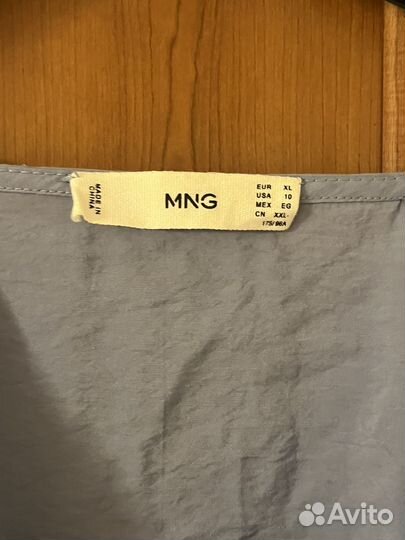 MADE IN
CHINA
MNG
EUR XL
USA 10
MEX EG
CN XXL-
175/96A
Avito